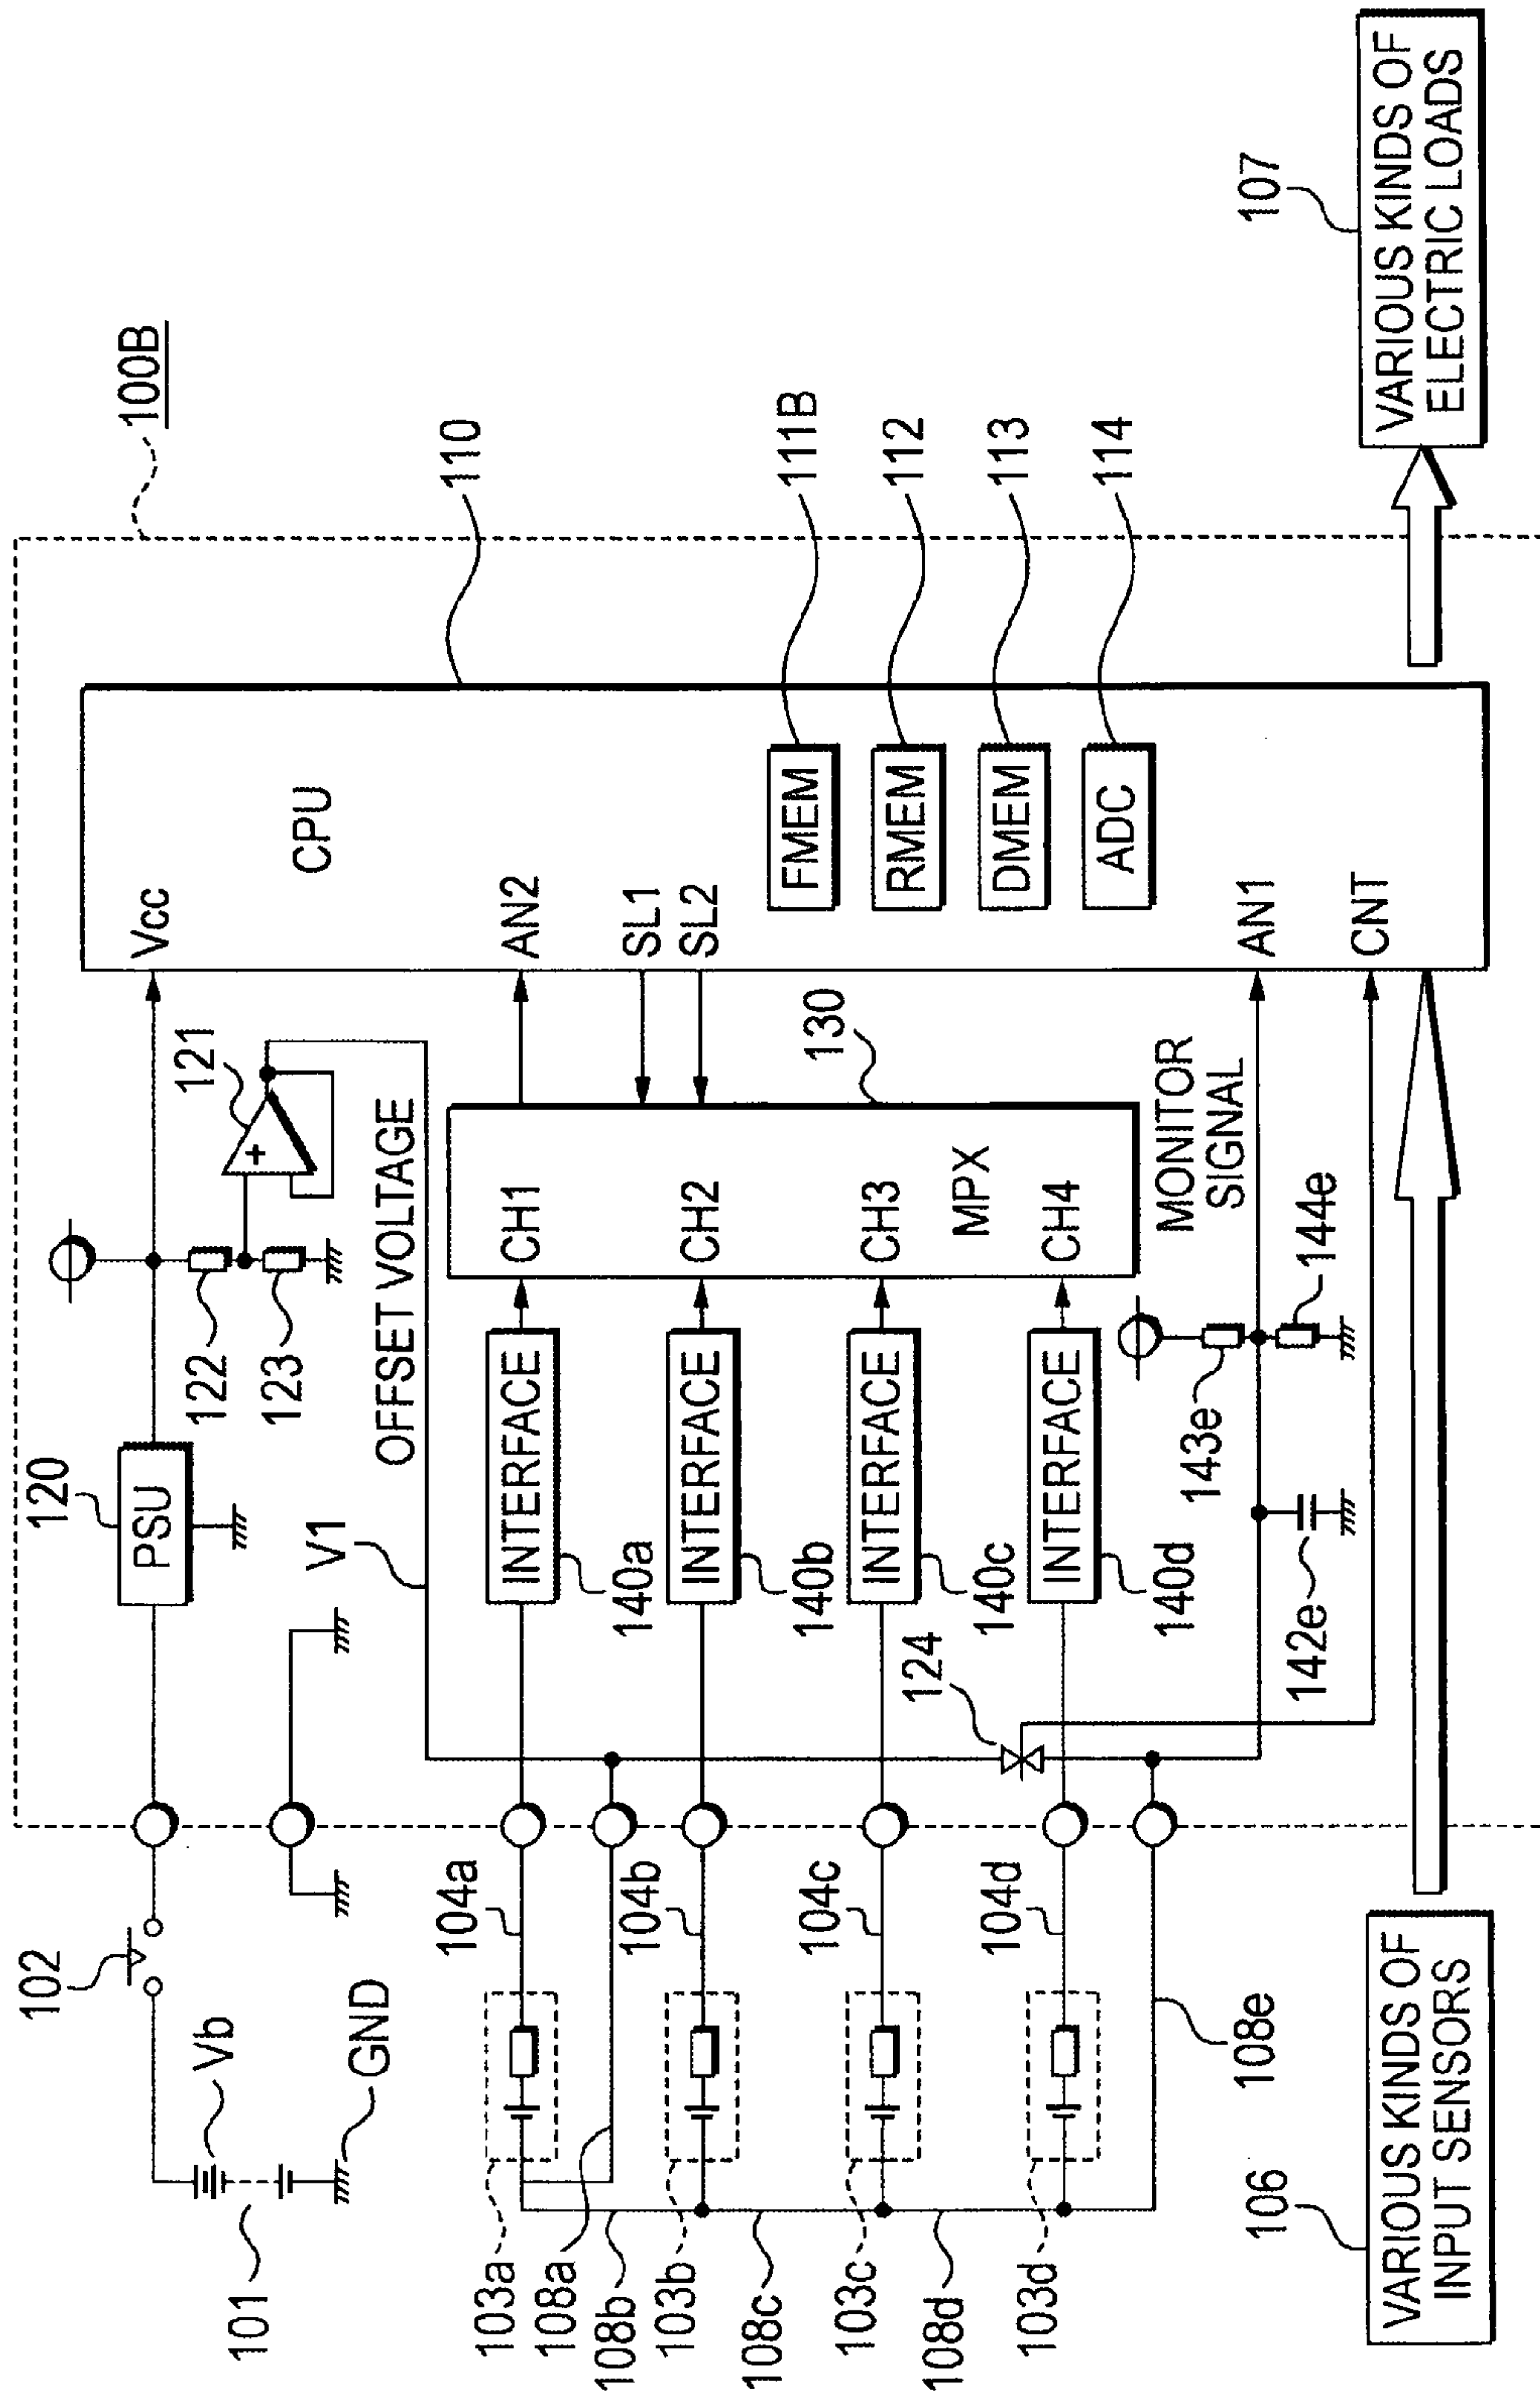 100B
102
120
PSU
Vb
101
GND
122
123
121
Vcc
CPU
110
V1
OFFSET VOLTAGE
103a
104a
INTERFACE
140a
CH1
AN2
108a
108b
SL1
SL2
103b
104b
INTERFACE
140b
CH2
108c
130
FMEM
111B
103c
104c
INTERFACE
140c
CH3
RMEM
112
108d
MPX
124
DMEM
113
103d
104d
INTERFACE
140d
CH4
ADC
114
108e
142e
143e
144e
MONITOR
SIGNAL
AN1
CNT
106
VARIOUS KINDS OF
INPUT SENSORS
107
VARIOUS KINDS OF
ELECTRIC LOADS